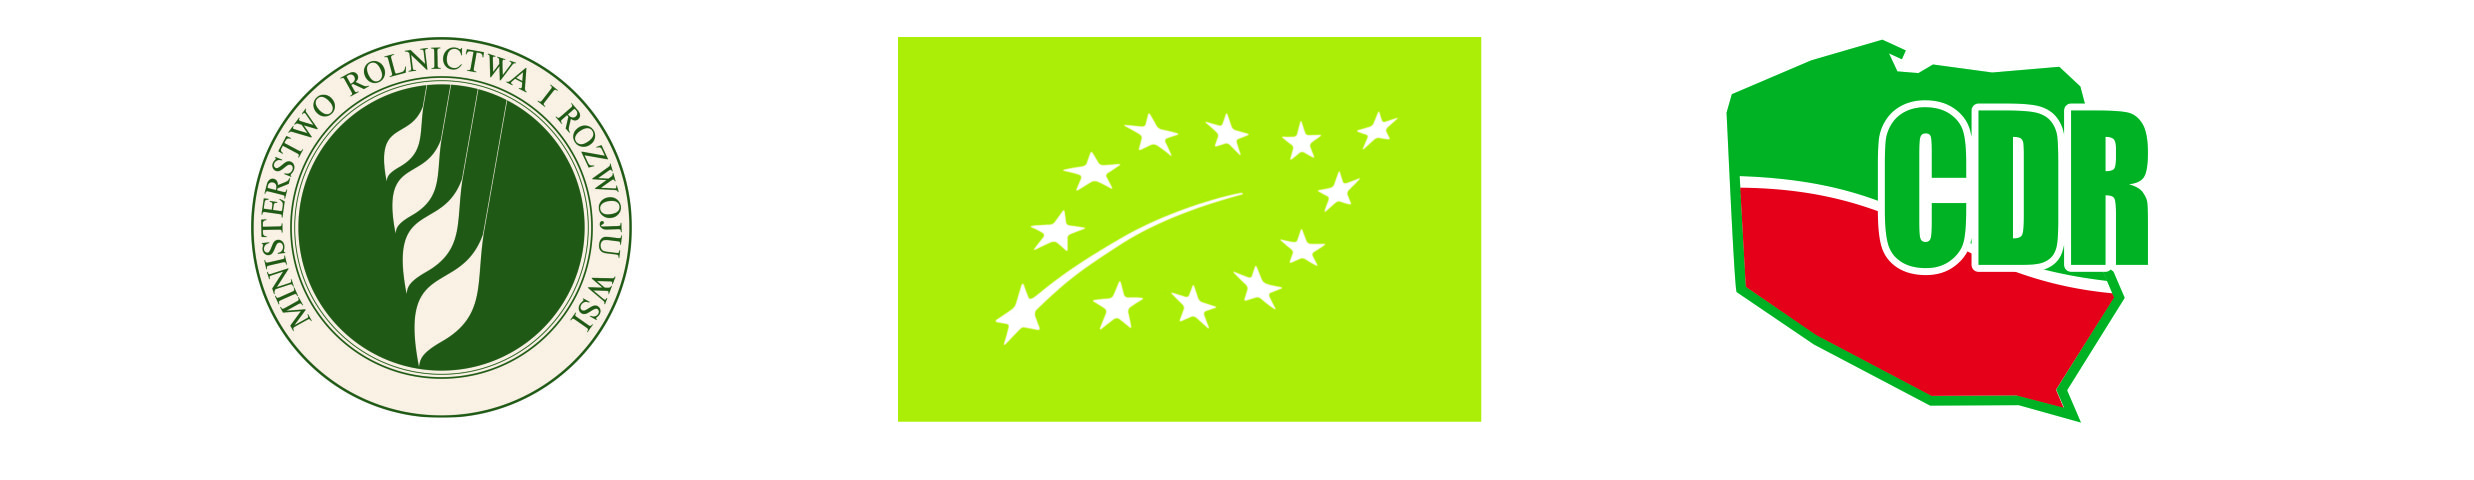 MINISTERSTWO ROLNICTWA I ROZWOJU WSI
CDR